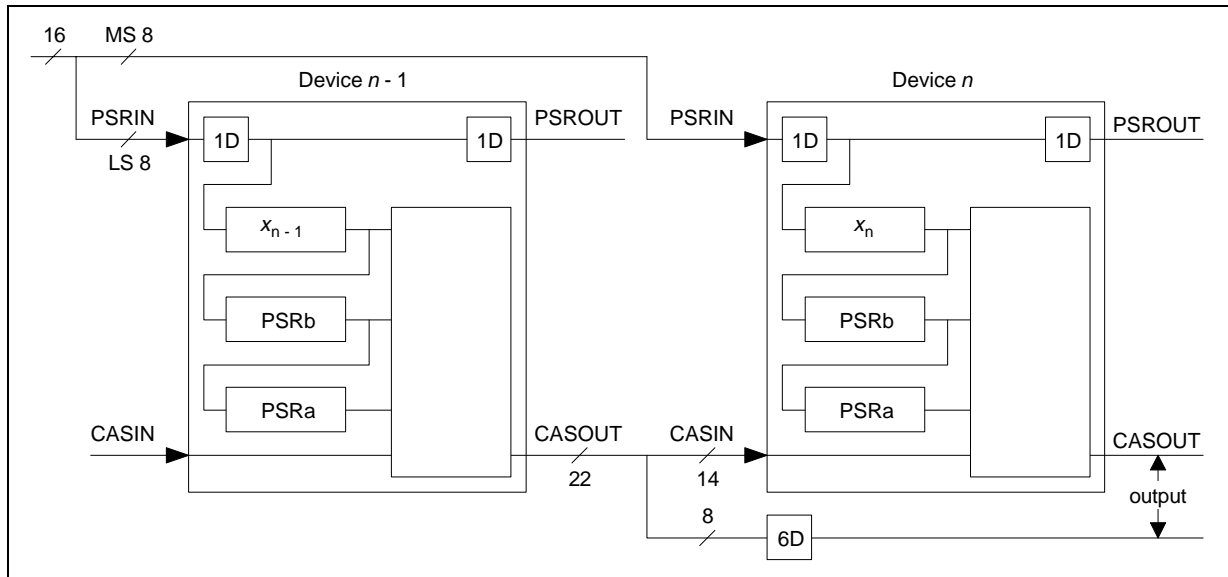 16 MS 8
Device n - 1 Device n
PSRIN 1D 1D PSROUT PSRIN 1D 1D PSROUT
LS 8
xn - 1 xn
PSRb PSRb
PSRa PSRa
CASIN CASOUT CASIN CASOUT
22 14
output
8
6D